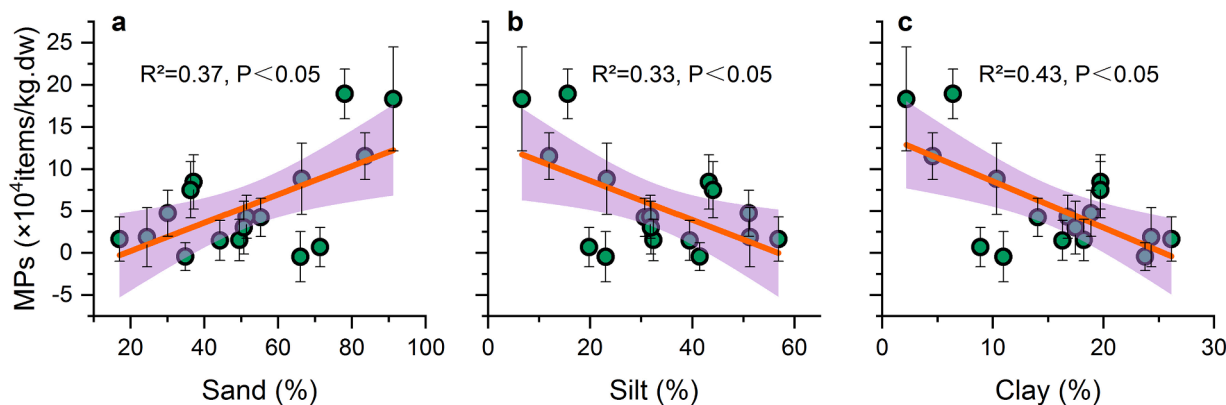 a
b
c
R²=0.37, P＜0.05
R²=0.33, P＜0.05
R²=0.43, P＜0.05
MPs (×10⁴items/kg.dw)
25
20
15
10
5
0
-5
20 40 60 80 100
0 20 40 60
0 10 20 30
Sand (%)
Silt (%)
Clay (%)